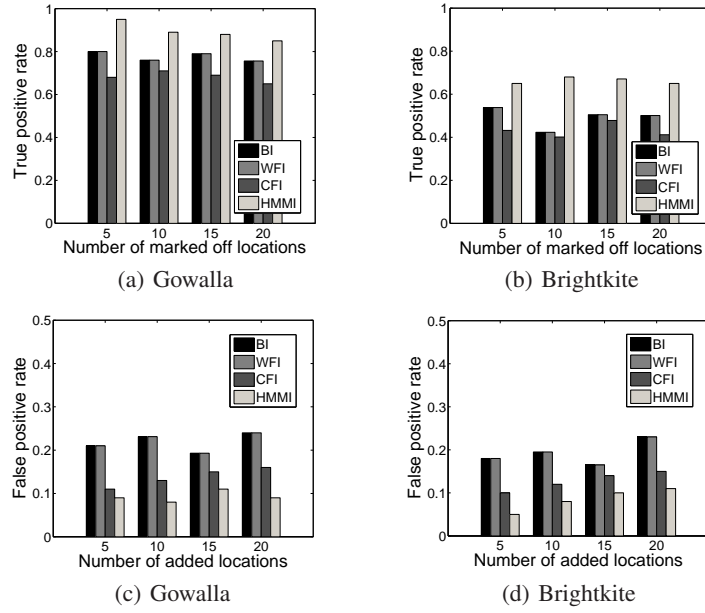 1
0.8
0.6
0.4
0.2
0
True positive rate
5 10 15 20
Number of marked off locations
BI
WFI
CFI
HMMI
(a) Gowalla
1
0.8
0.6
0.4
0.2
0
True positive rate
5 10 15 20
Number of marked off locations
BI
WFI
CFI
HMMI
(b) Brightkite
0.5
0.4
0.3
0.2
0.1
0
False positive rate
5 10 15 20
Number of added locations
BI
WFI
CFI
HMMI
(c) Gowalla
0.5
0.4
0.3
0.2
0.1
0
False positive rate
5 10 15 20
Number of added locations
BI
WFI
CFI
HMMI
(d) Brightkite